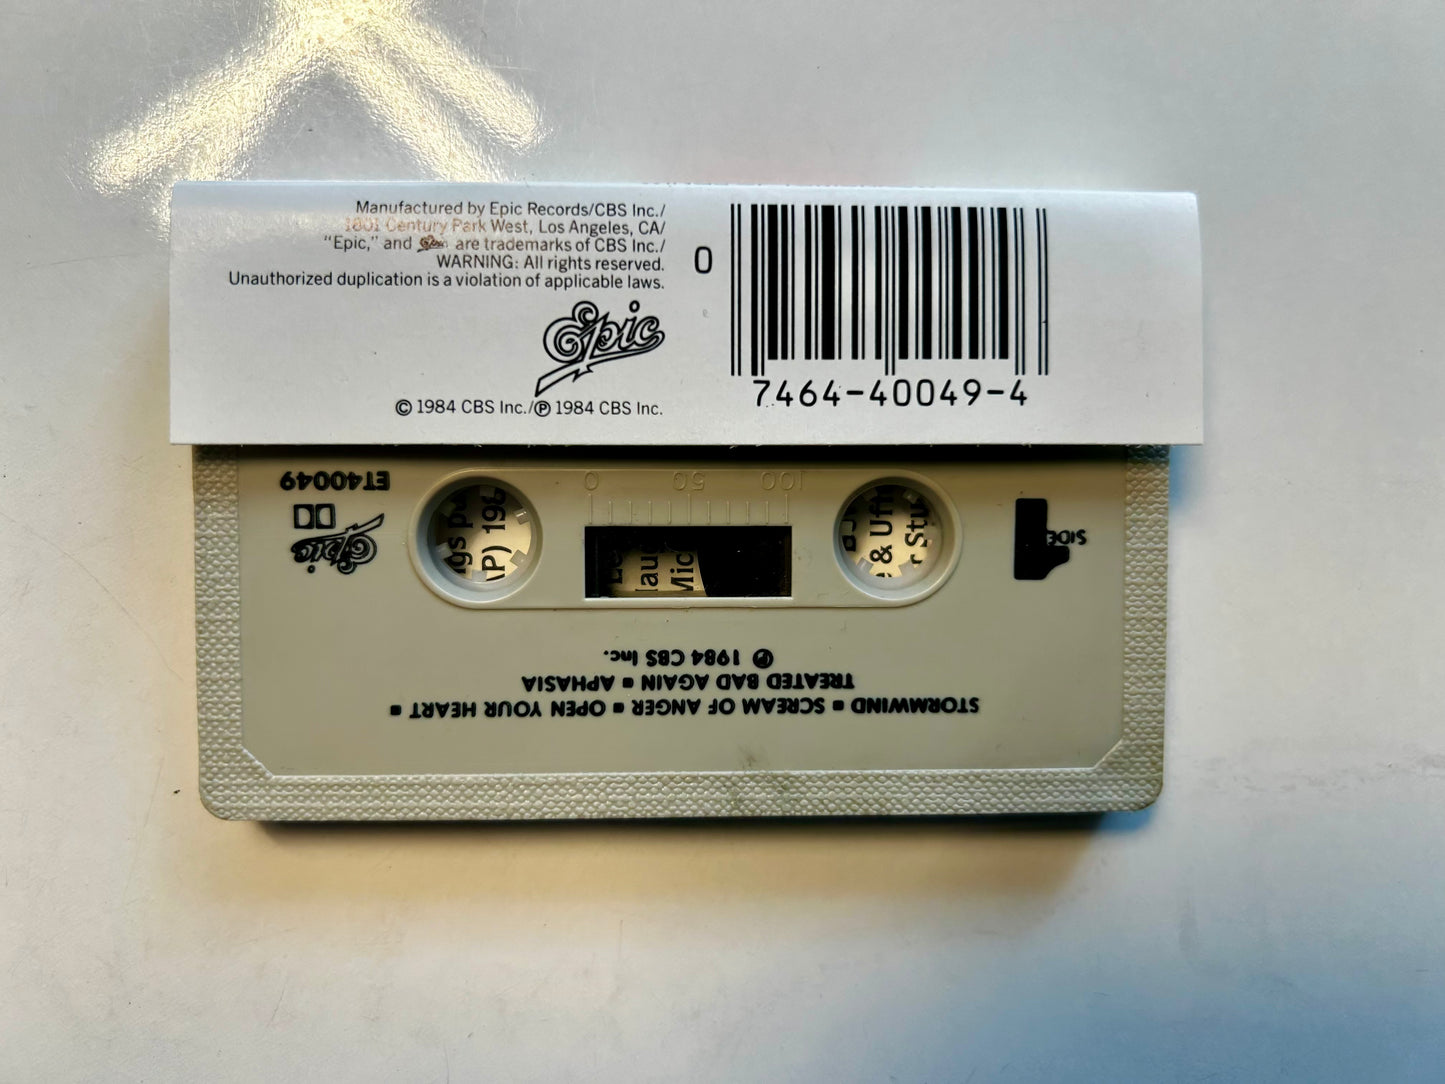 Manufactured by Epic Records/CBS Inc./
1801 Century Park West, Los Angeles, CA/
"Epic," and Epic are trademarks of CBS Inc./
WARNING: All rights reserved.
Unauthorized duplication is a violation of applicable laws.
Epic
© 1984 CBS Inc./℗ 1984 CBS Inc.
0
7464-40049-4
ET40049
Epic
SIDE
1
0 50 100
STORMWIND ■ SCREAM OF ANGER ■ OPEN YOUR HEART ■
TREATED BAD AGAIN ■ APHASIA
℗ 1984 CBS Inc.